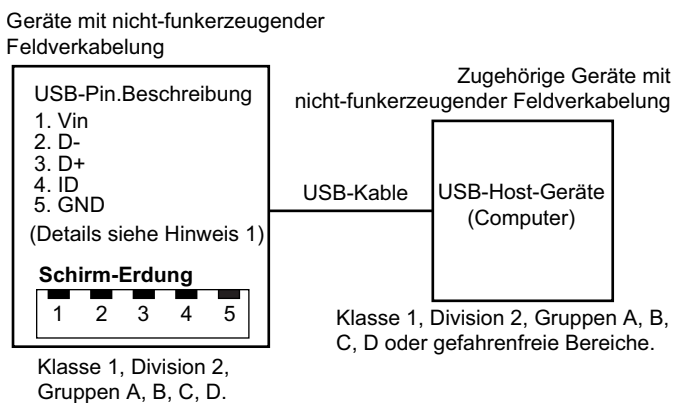 Geräte mit nicht-funkerzeugender
Feldverkabelung
USB-Pin.Beschreibung
1. Vin
2. D-
3. D+
4. ID
5. GND
(Details siehe Hinweis 1)
Schirm-Erdung
1 2 3 4 5
Klasse 1, Division 2,
Gruppen A, B, C, D.
USB-Kable
Zugehörige Geräte mit
nicht-funkerzeugender Feldverkabelung
USB-Host-Geräte
(Computer)
Klasse 1, Division 2, Gruppen A, B,
C, D oder gefahrenfreie Bereiche.